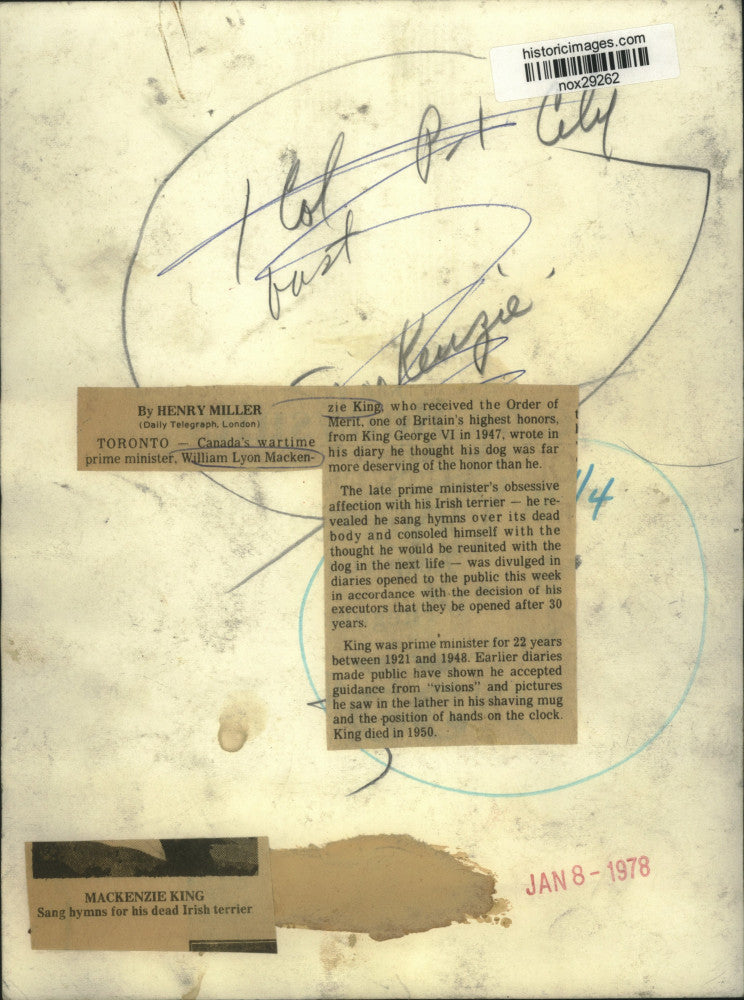 historicimages.com
nox29262
1 Col Pst City
past
Kenzie
1/4
By HENRY MILLER
(Daily Telegraph, London)
TORONTO — Canada's wartime
prime minister, William Lyon Macken-
zie King, who received the Order of
Merit, one of Britain's highest honors,
from King George VI in 1947, wrote in
his diary he thought his dog was far
more deserving of the honor than he.
The late prime minister's obsessive
affection with his Irish terrier — he re-
vealed he sang hymns over its dead
body and consoled himself with the
thought he would be reunited with the
dog in the next life — was divulged in
diaries opened to the public this week
in accordance with the decision of his
executors that they be opened after 30
years.
King was prime minister for 22 years
between 1921 and 1948. Earlier diaries
made public have shown he accepted
guidance from "visions" and pictures
he saw in the lather in his shaving mug
and the position of hands on the clock.
King died in 1950.
MACKENZIE KING
Sang hymns for his dead Irish terrier
JAN 8 - 1978